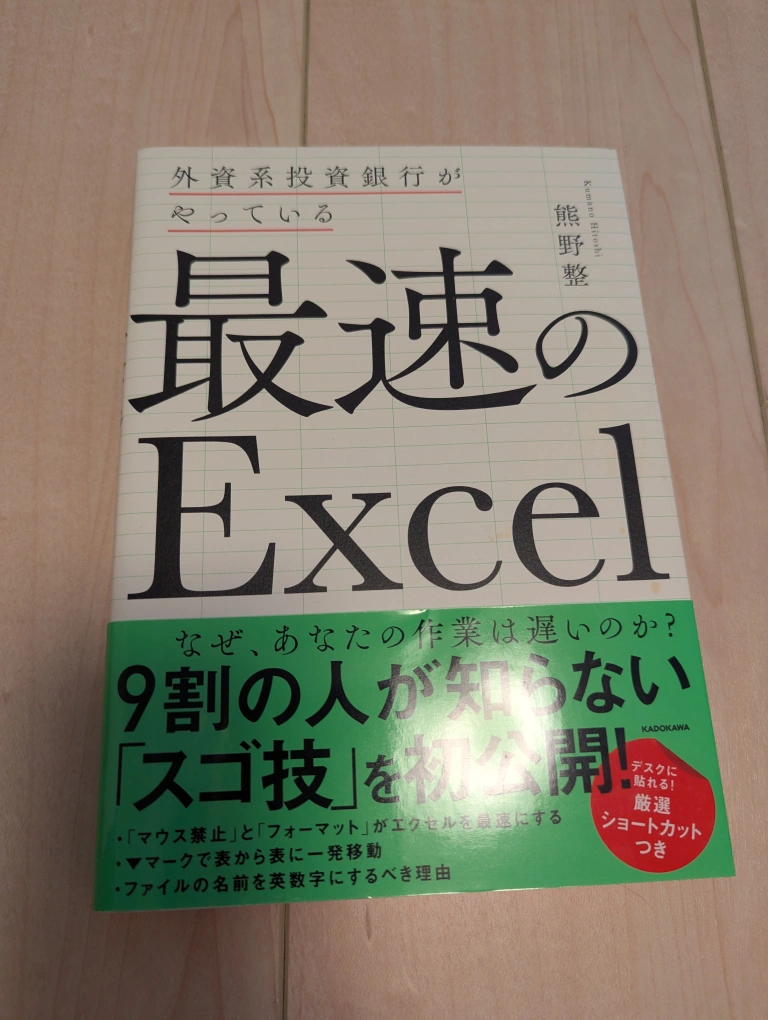 外資系投資銀行が
やっている
Kumano Hiroshi
熊野整
最速の
Excel
なぜ、あなたの作業は遅いのか?
9割の人が知らない
「スゴ技」を初公開!
KADOKAWA
デスクに
貼れる!
厳選
ショートカット
つき
・「マウス禁止」と「フォーマット」がエクセルを最速にする
・▼マークで表から表に一発移動
・ファイルの名前を英数字にするべき理由